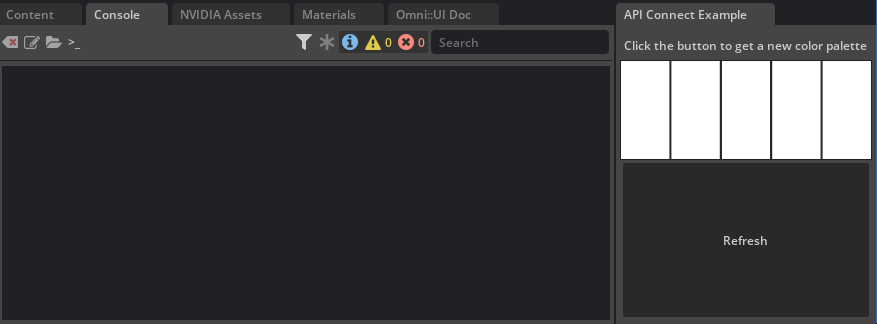 Content Console NVIDIA Assets Materials Omni::UI Doc
>_ 0 0 Search
API Connect Example
Click the button to get a new color palette
Refresh